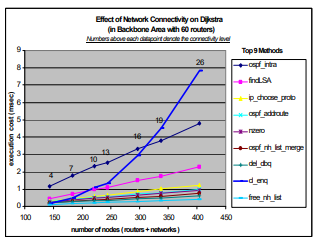 Effect of Network Connectivity on Dijkstra
(in Backbone Area with 60 routers)
Numbers above each datapoint denote the connectivity level
Top 9 Methods
ospf_intra
findLSA
ip_choose_proto
ospf_addroute
nzero
ospf_nh_list_merge
del_dbq
cl_enq
free_nh_list
execution cost (msec)
9
8
7
6
5
4
3
2
1
0
4
7
10
13
16
19
26
100 150 200 250 300 350 400 450
number of nodes ( routers + networks )